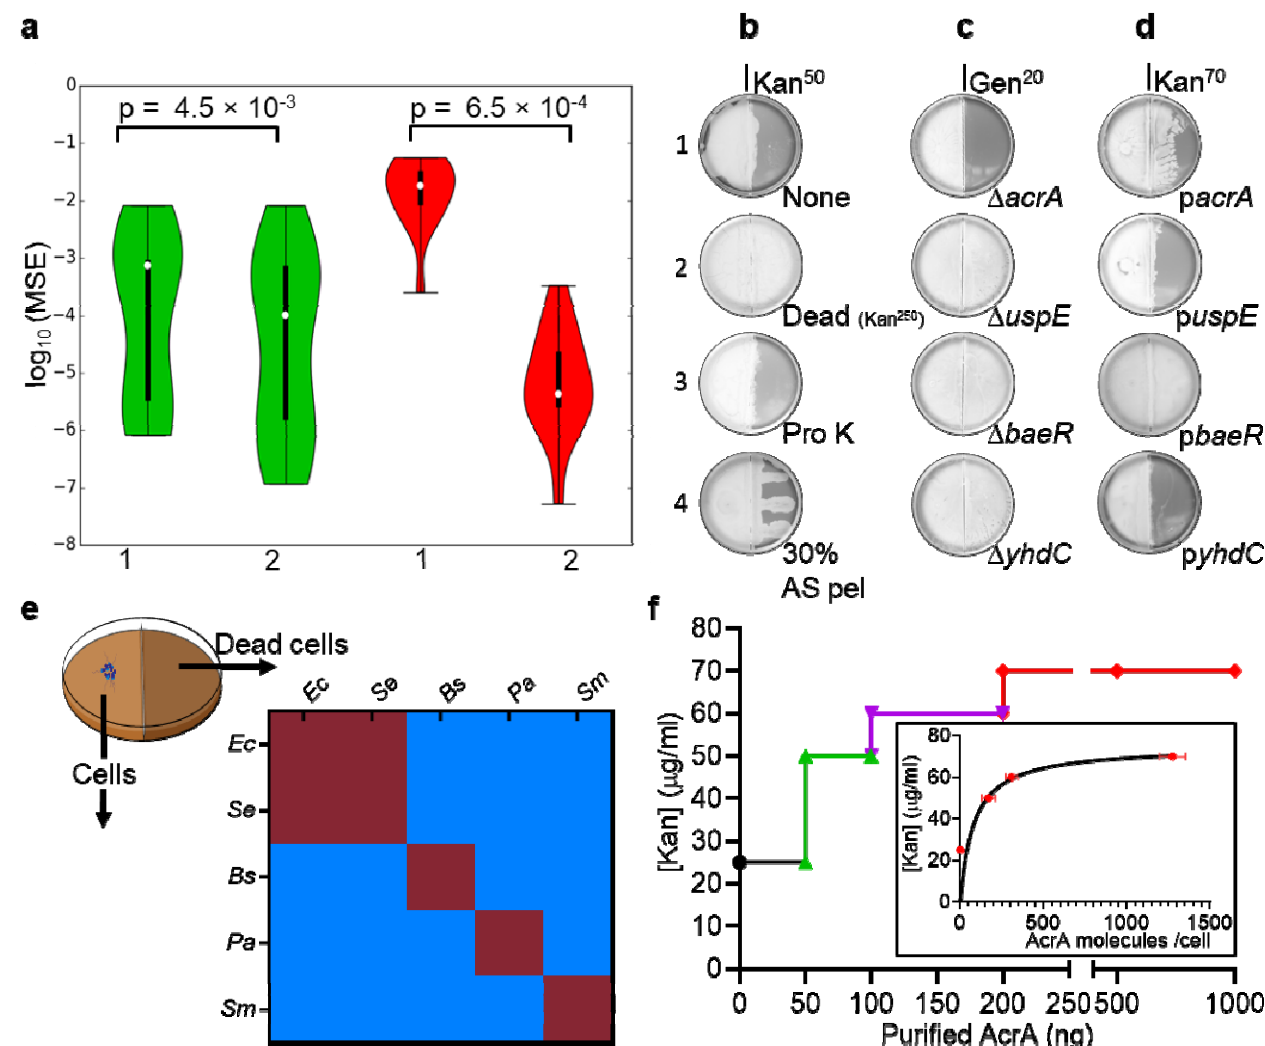 a
b
c
d
0
−1
−2
−3
−4
−5
−6
−7
−8
log10 (MSE)
p = 4.5 × 10-3
p = 6.5 × 10-4
1
2
1
2
Kan50
Gen20
Kan70
1
None
ΔacrA
pacrA
2
Dead (Kan250)
ΔuspE
puspE
3
Pro K
ΔbaeR
pbaeR
4
30%
AS pel
ΔyhdC
pyhdC
e
Dead cells
Cells
Ec
Se
Bs
Pa
Sm
Ec
Se
Bs
Pa
Sm
f
80
70
60
50
40
30
20
10
0
[Kan] (μg/ml)
0
50
100
150
200
250
500
1000
Purified AcrA (ng)
80
60
40
20
0
[Kan] (μg/ml)
0
500
1000
1500
AcrA molecules /cell